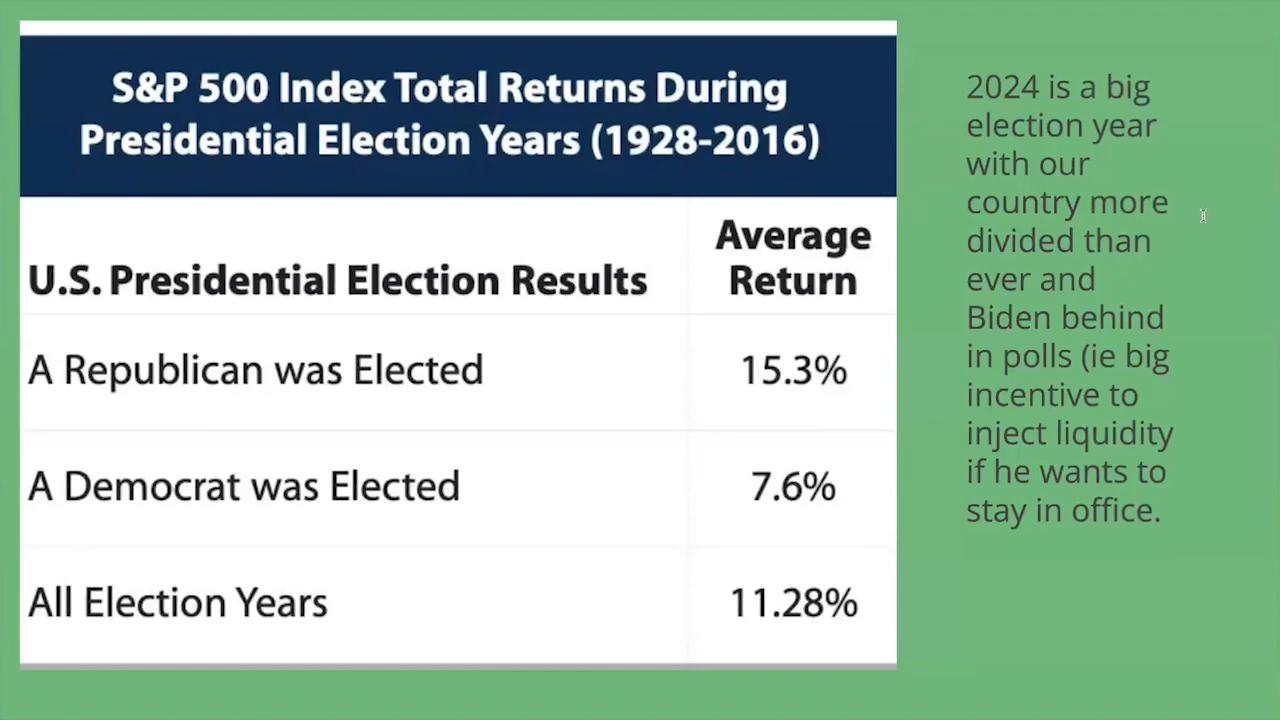 S&P 500 Index Total Returns During
Presidential Election Years (1928-2016)
U.S. Presidential Election Results
Average
Return
A Republican was Elected
15.3%
A Democrat was Elected
7.6%
All Election Years
11.28%
2024 is a big
election year
with our
country more
divided than
ever and
Biden behind
in polls (ie big
incentive to
inject liquidity
if he wants to
stay in office.